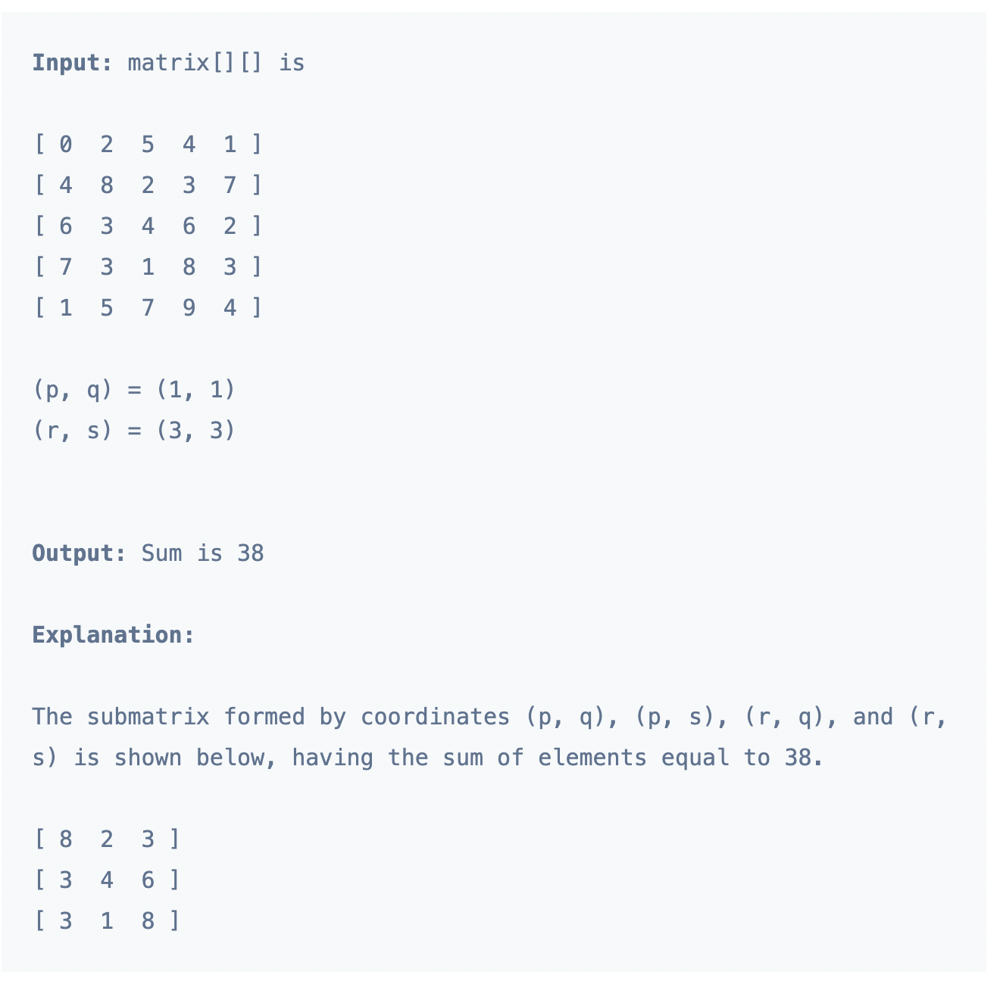 Input: matrix[][] is
[ 0  2  5  4  1 ]
[ 4  8  2  3  7 ]
[ 6  3  4  6  2 ]
[ 7  3  1  8  3 ]
[ 1  5  7  9  4 ]
(p, q) = (1, 1)
(r, s) = (3, 3)
Output: Sum is 38
Explanation:
The submatrix formed by coordinates (p, q), (p, s), (r, q), and (r,
s) is shown below, having the sum of elements equal to 38.
[ 8  2  3 ]
[ 3  4  6 ]
[ 3  1  8 ]